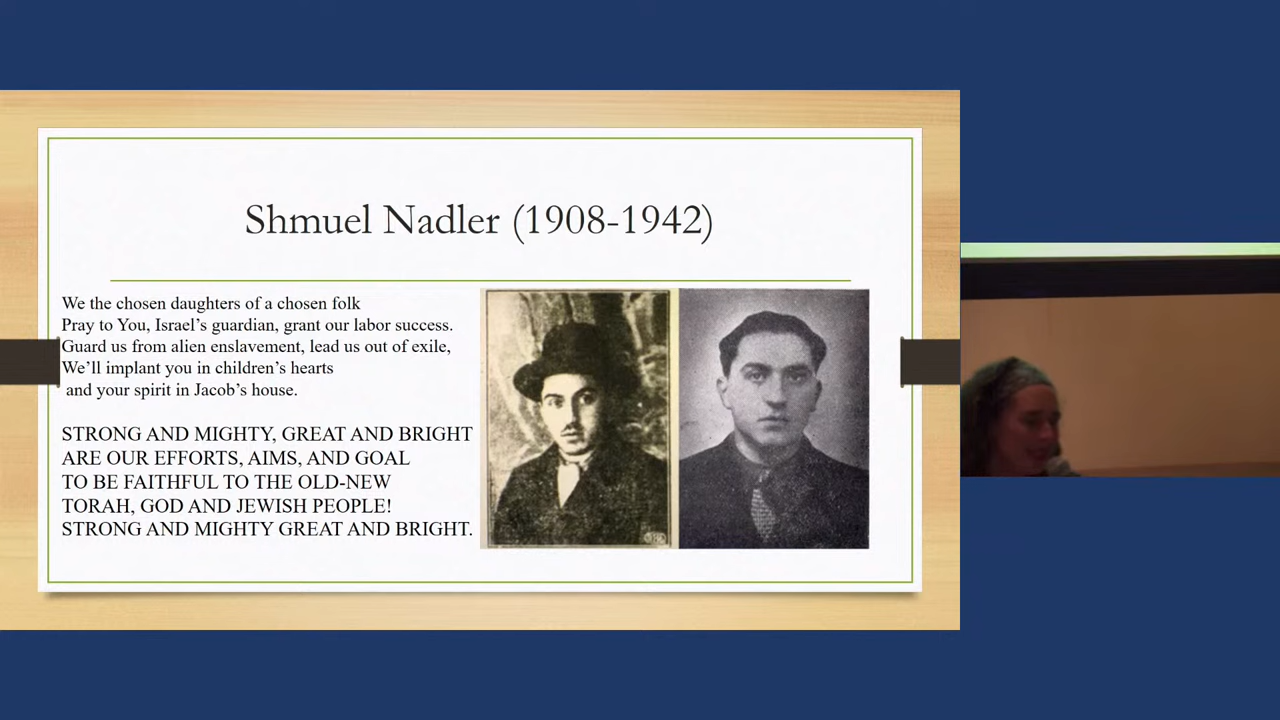 Shmuel Nadler (1908-1942)
We the chosen daughters of a chosen folk
Pray to You, Israel's guardian, grant our labor success.
Guard us from alien enslavement, lead us out of exile,
We'll implant you in children's hearts
and your spirit in Jacob's house.
STRONG AND MIGHTY, GREAT AND BRIGHT
ARE OUR EFFORTS, AIMS, AND GOAL
TO BE FAITHFUL TO THE OLD-NEW
TORAH, GOD AND JEWISH PEOPLE!
STRONG AND MIGHTY GREAT AND BRIGHT.